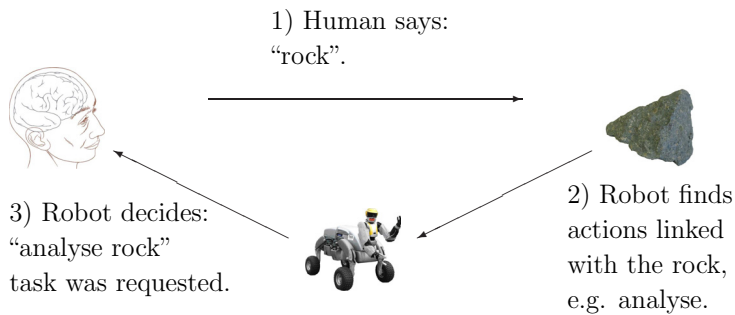 1) Human says:
“rock”.
2) Robot finds
actions linked
with the rock,
e.g. analyse.
3) Robot decides:
“analyse rock”
task was requested.